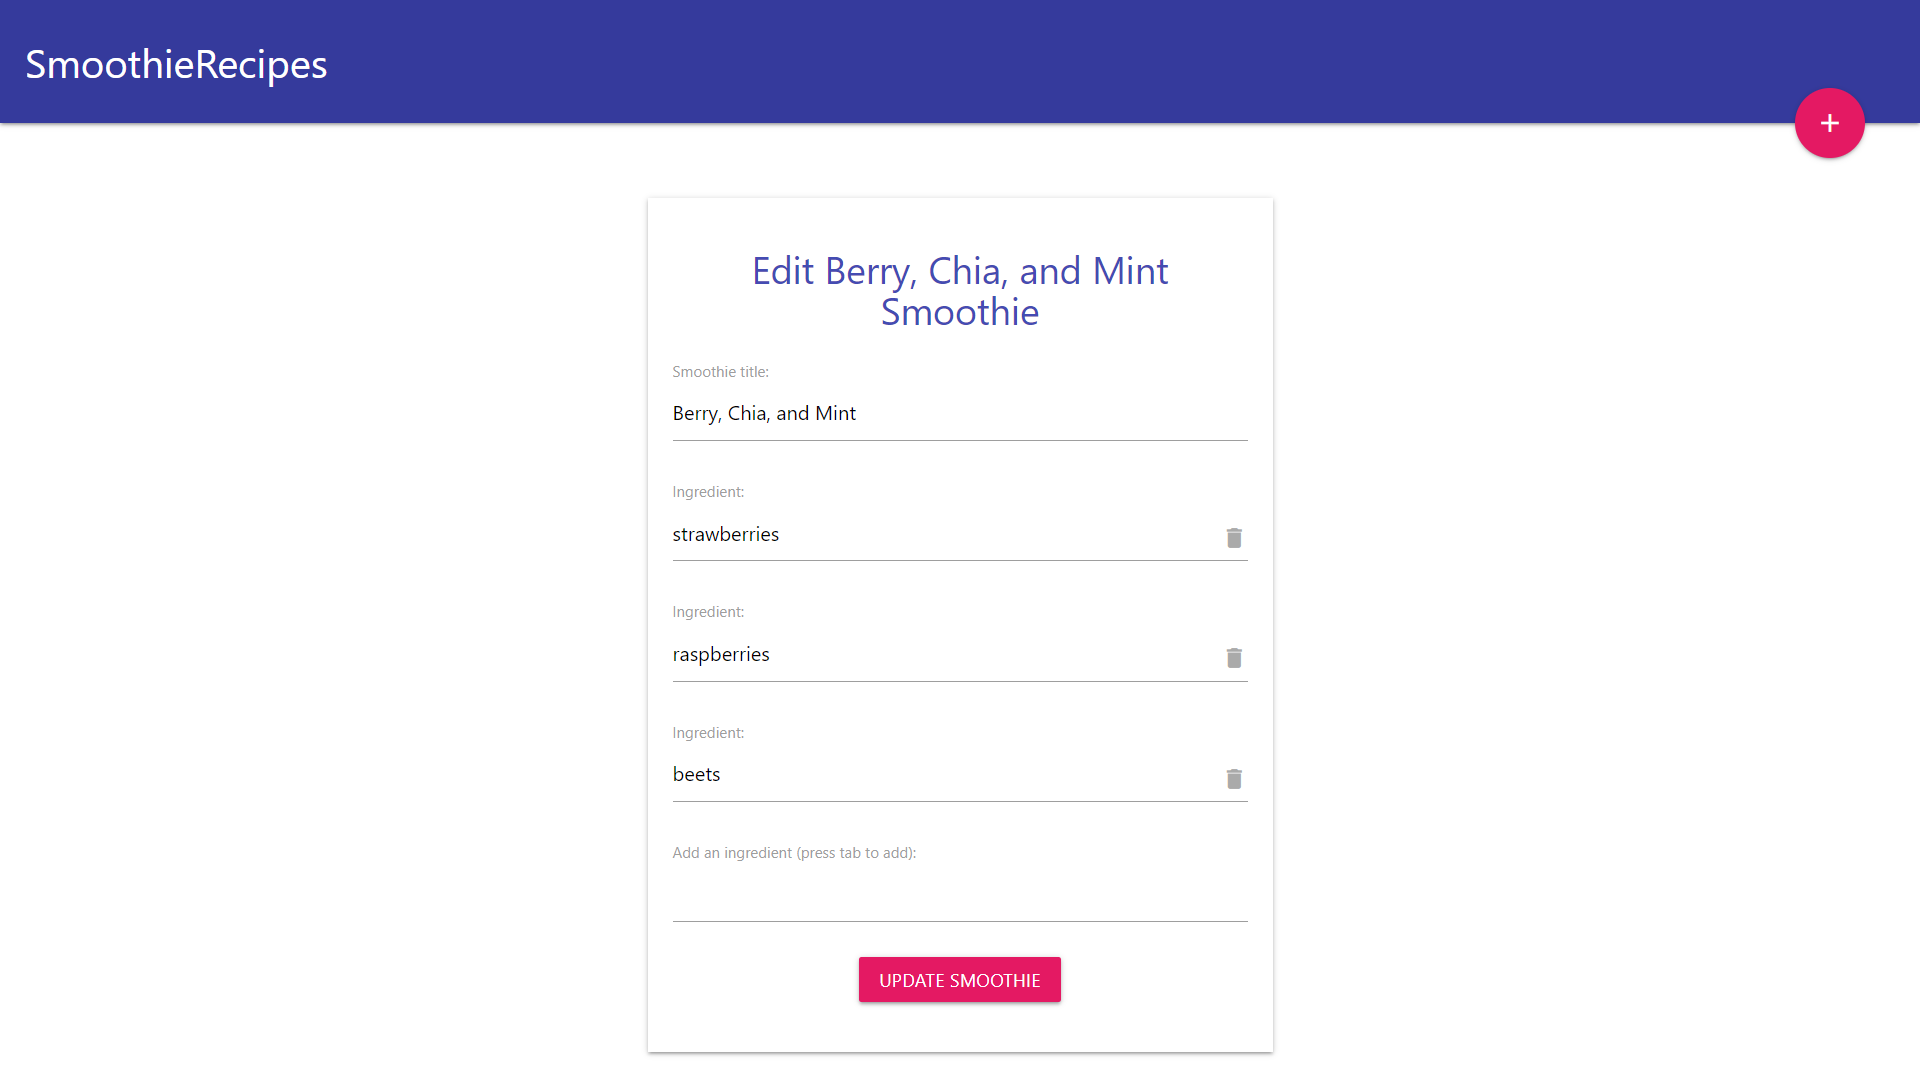 SmoothieRecipes
+
Edit Berry, Chia, and Mint
Smoothie
Smoothie title:
Berry, Chia, and Mint
Ingredient:
strawberries
Ingredient:
raspberries
Ingredient:
beets
Add an ingredient (press tab to add):
UPDATE SMOOTHIE